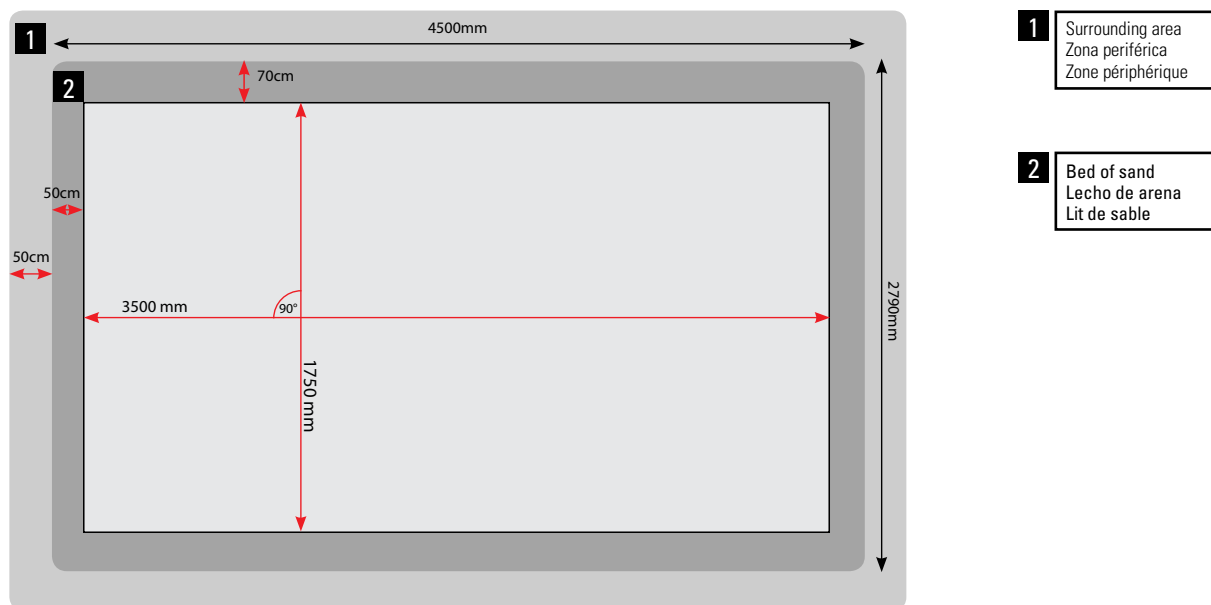 1
4500mm
70cm
2
50cm
50cm
3500 mm
90°
1750 mm
2790mm
1
Surrounding area
Zona periférica
Zone périphérique
2
Bed of sand
Lecho de arena
Lit de sable